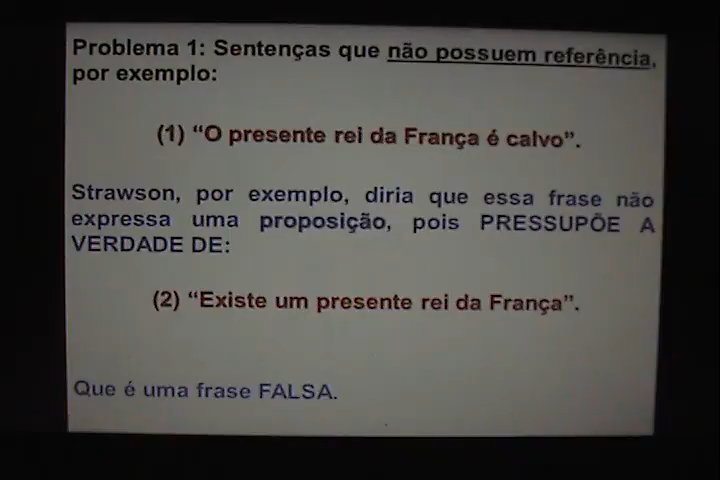 Problema 1: Sentenças que não possuem referência,
por exemplo:
(1) “O presente rei da França é calvo”.
Strawson, por exemplo, diria que essa frase não
expressa uma proposição, pois PRESSUPÕE A
VERDADE DE:
(2) “Existe um presente rei da França”.
Que é uma frase FALSA.